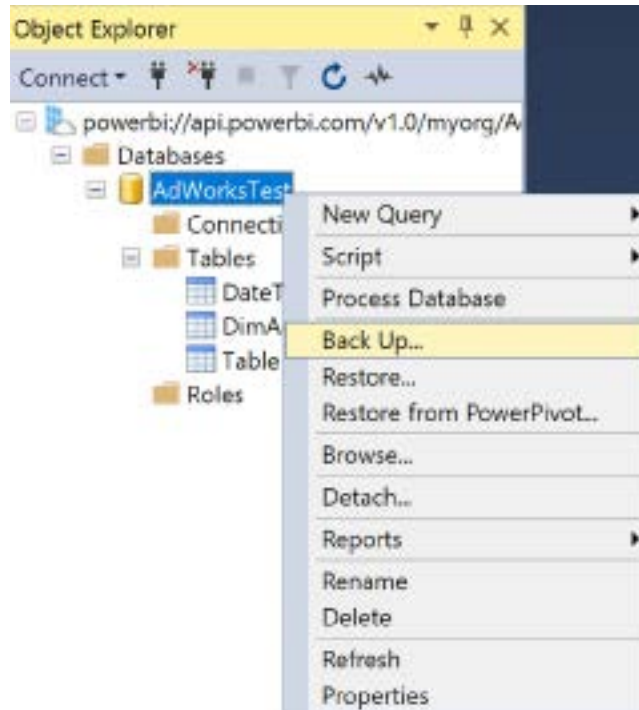 Object Explorer
Connect
powerbi://api.powerbi.com/v1.0/myorg/A
Databases
AdWorksTest
Connecti
Tables
DateT
DimA
Table
Roles
New Query
Script
Process Database
Back Up...
Restore...
Restore from PowerPivot...
Browse...
Detach...
Reports
Rename
Delete
Refresh
Properties